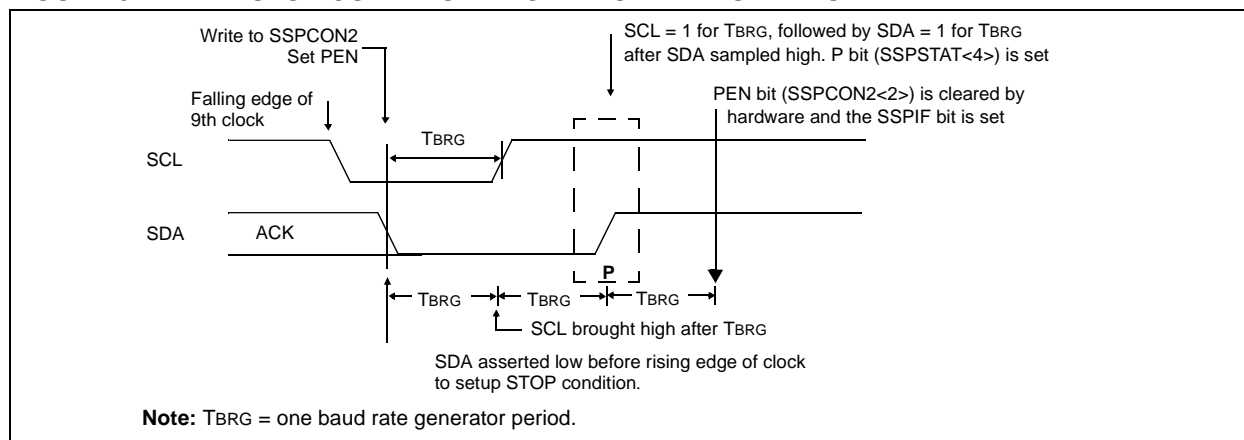 Write to SSPCON2
Set PEN
SCL = 1 for TBRG, followed by SDA = 1 for TBRG
after SDA sampled high. P bit (SSPSTAT<4>) is set
Falling edge of
9th clock
PEN bit (SSPCON2<2>) is cleared by
hardware and the SSPIF bit is set
TBRG
SCL
SDA
ACK
P
TBRG
TBRG
TBRG
SCL brought high after TBRG
SDA asserted low before rising edge of clock
to setup STOP condition.
Note: TBRG = one baud rate generator period.